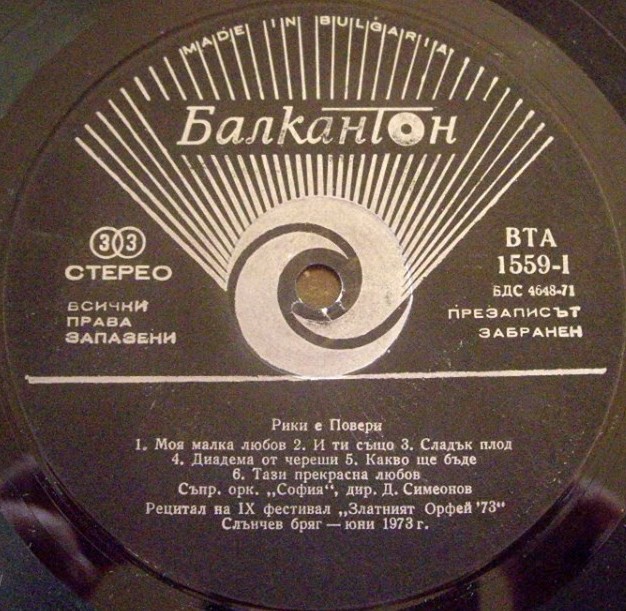 MADE IN BULGARIA
Балкантон
33
СТЕРЕО
ВСИЧКИ
ПРАВА
ЗАПАЗЕНИ
ВТА
1559-I
БДС 4648-71
ПРЕЗАПИСЪТ
ЗАБРАНЕН
Рики е Повери
1. Моя малка любов 2. И ти също 3. Сладък плод
4. Диадема от череши 5. Какво ще бъде
6. Тази прекрасна любов
Съпр. орк. „София“, дир. Д. Симеонов
Рецитал на IX фестивал „Златният Орфей '73“
Слънчев бряг — юни 1973 г.